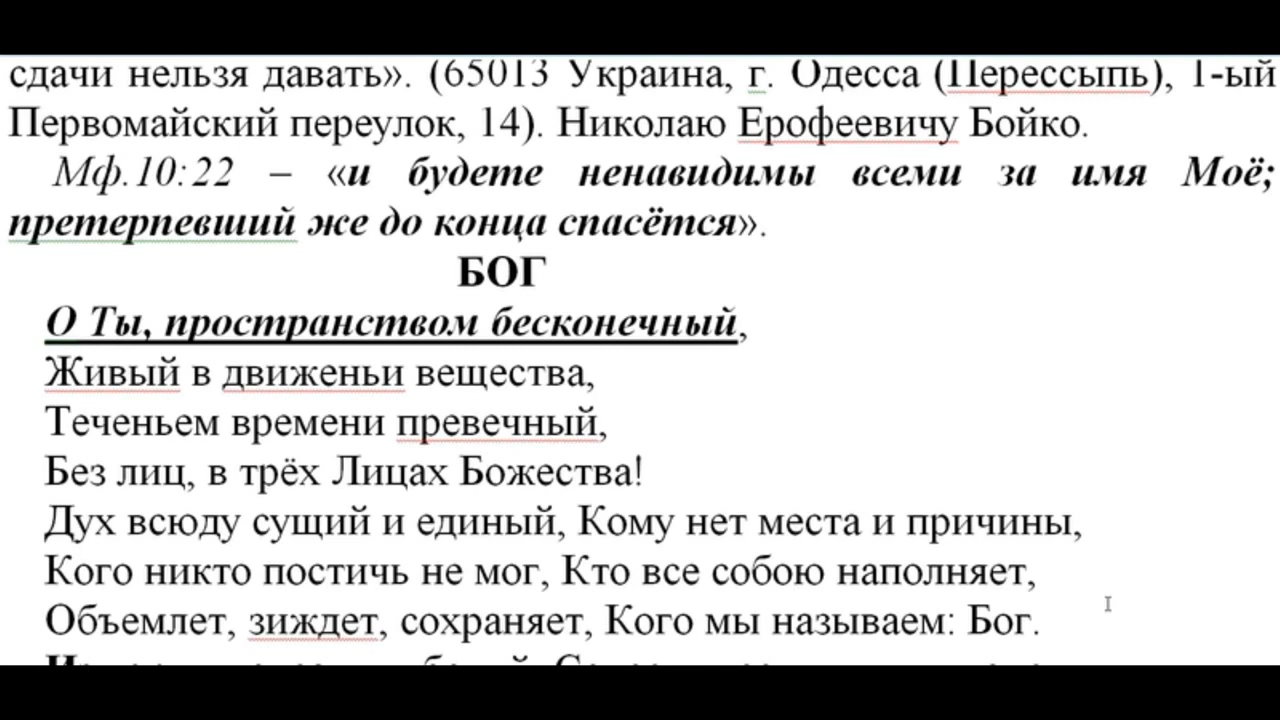 сдачи нельзя давать». (65013 Украина, г. Одесса (Перессыпь), 1-ый
Первомайский переулок, 14). Николаю Ерофеевичу Бойко.
Мф.10:22 – «и будете ненавидимы всеми за имя Моё;
претерпевший же до конца спасётся».
БОГ
О Ты, пространством бесконечный,
Живый в движеньи вещества,
Теченьем времени превечный,
Без лиц, в трёх Лицах Божества!
Дух всюду сущий и единый, Кому нет места и причины,
Кого никто постичь не мог, Кто все собою наполняет,
Объемлет, зиждет, сохраняет, Кого мы называем: Бог.